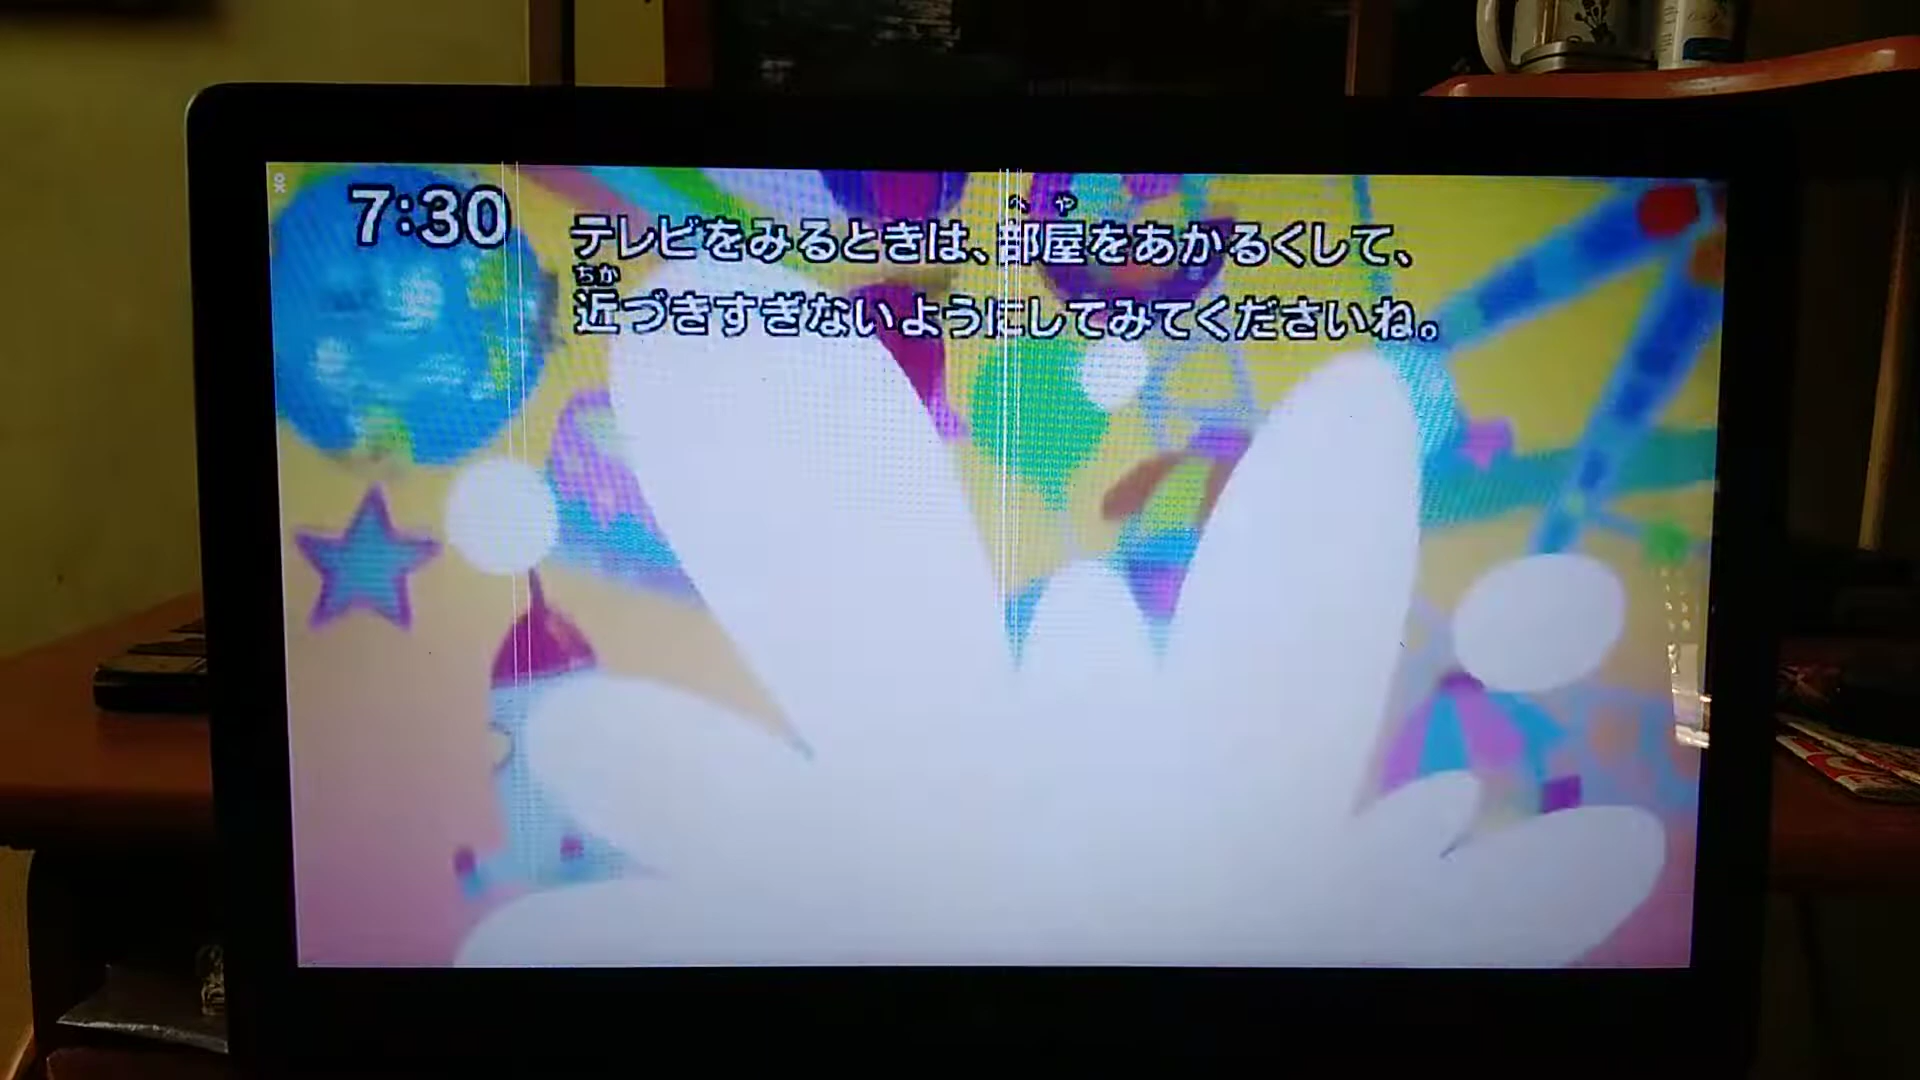 7:30
テレビをみるときは、部屋をあかるくして、
近づきすぎないようにしてみてくださいね。
へや
ちか